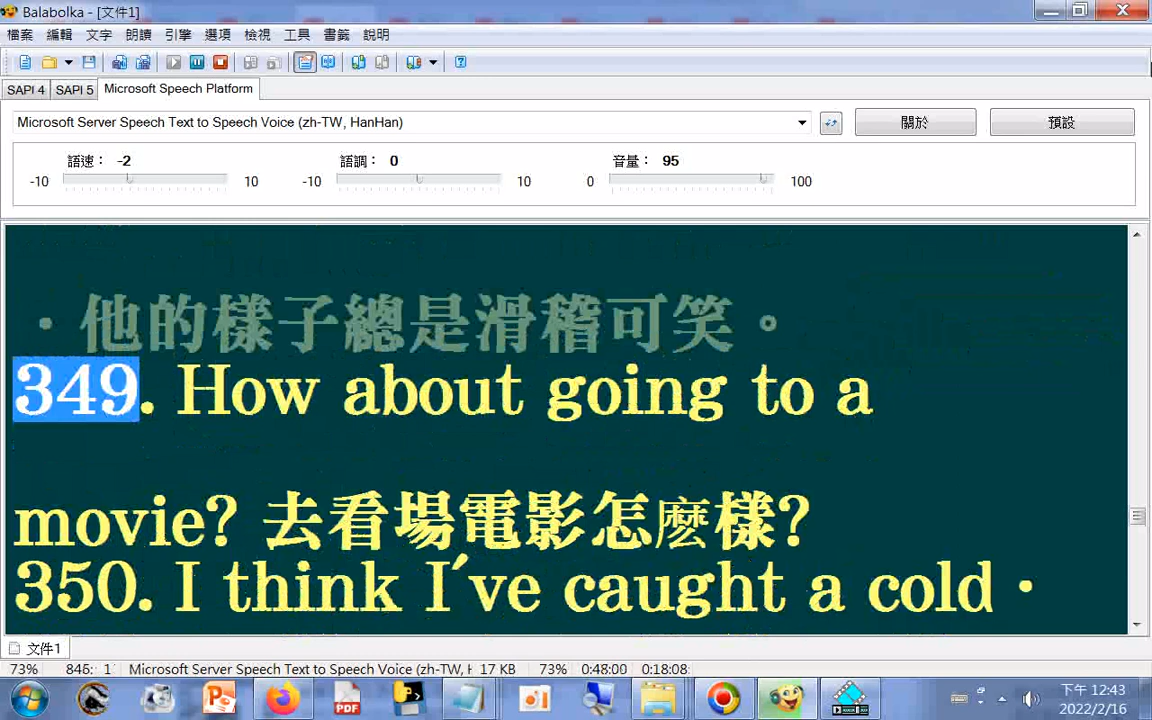 Balabolka - [文件1]
檔案 編輯 文字 朗讀 引擎 選項 檢視 工具 書籤 說明
SAPI 4 SAPI 5 Microsoft Speech Platform
Microsoft Server Speech Text to Speech Voice (zh-TW, HanHan) 關於 預設
語速： -2 語調： 0 音量： 95
-10 10 -10 10 0 100
．他的樣子總是滑稽可笑。
349. How about going to a
movie? 去看場電影怎麽樣?
350. I think I´ve caught a cold．
文件1
73% 846: 1 Microsoft Server Speech Text to Speech Voice (zh-TW, H 17 KB 73% 0:48:00 0:18:08
PDF
下午 12:43
2022/2/16